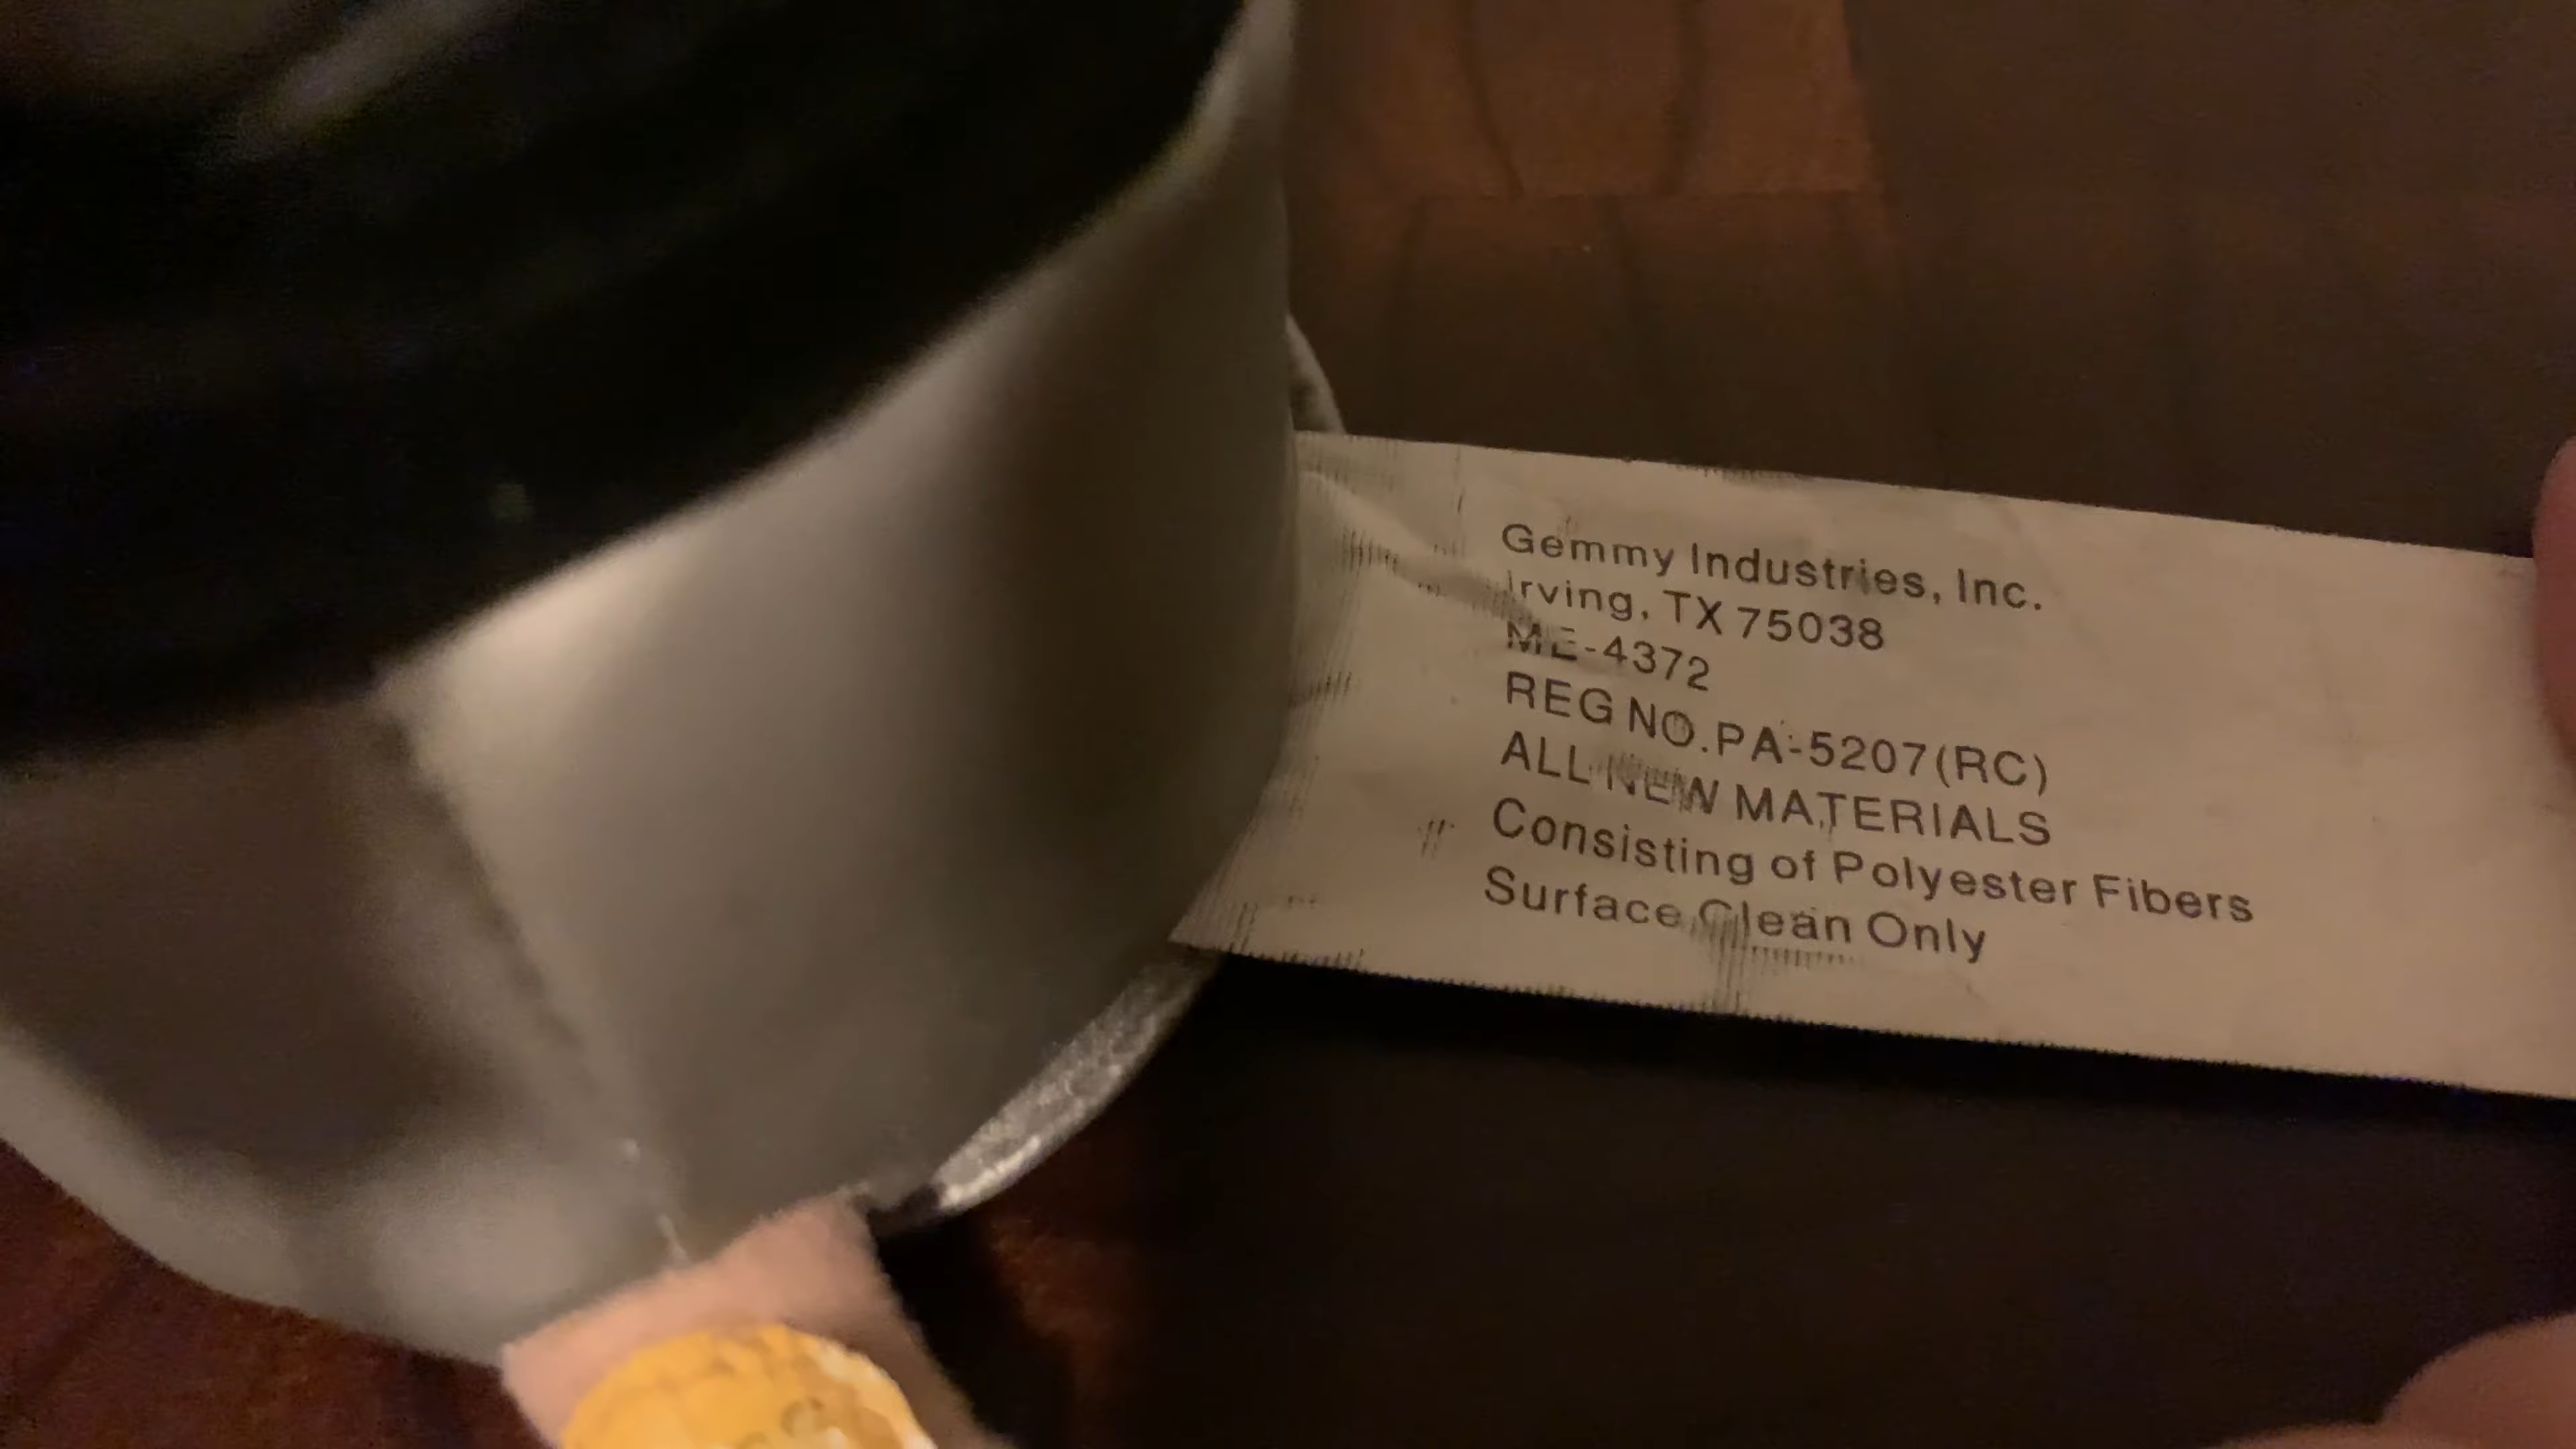 Gemmy Industries, Inc.
Irving, TX 75038
ME-4372
REG NO.PA-5207(RC)
ALL NEW MATERIALS
Consisting of Polyester Fibers
Surface Clean Only